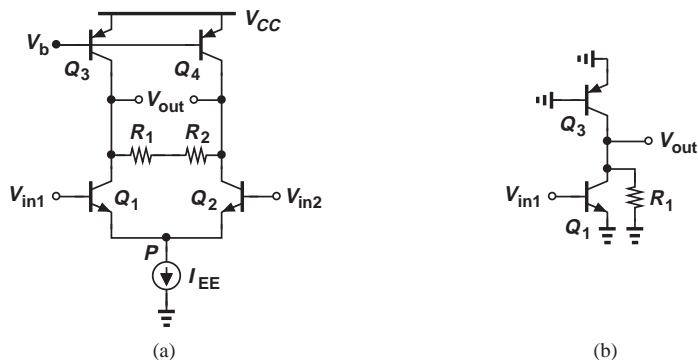 V_CC
V_b
Q_3
Q_4
V_out
R_1 R_2
V_in1
Q_1
Q_2
V_in2
P
I_EE
(a)
Q_3
V_out
V_in1
R_1
Q_1
(b)